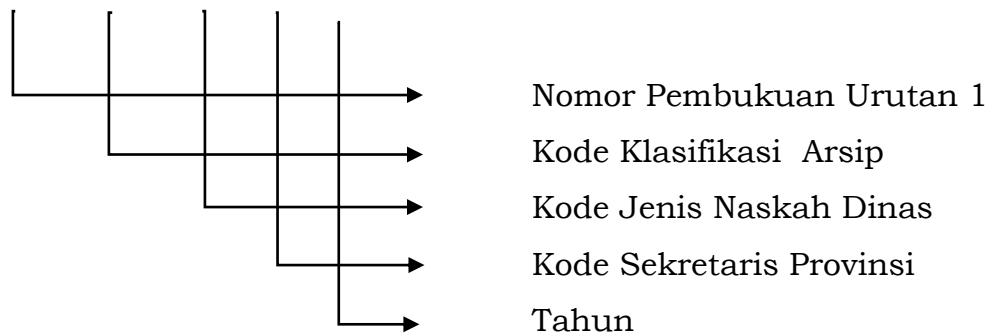 Nomor Pembukuan Urutan 1
Kode Klasifikasi Arsip
Kode Jenis Naskah Dinas
Kode Sekretaris Provinsi
Tahun